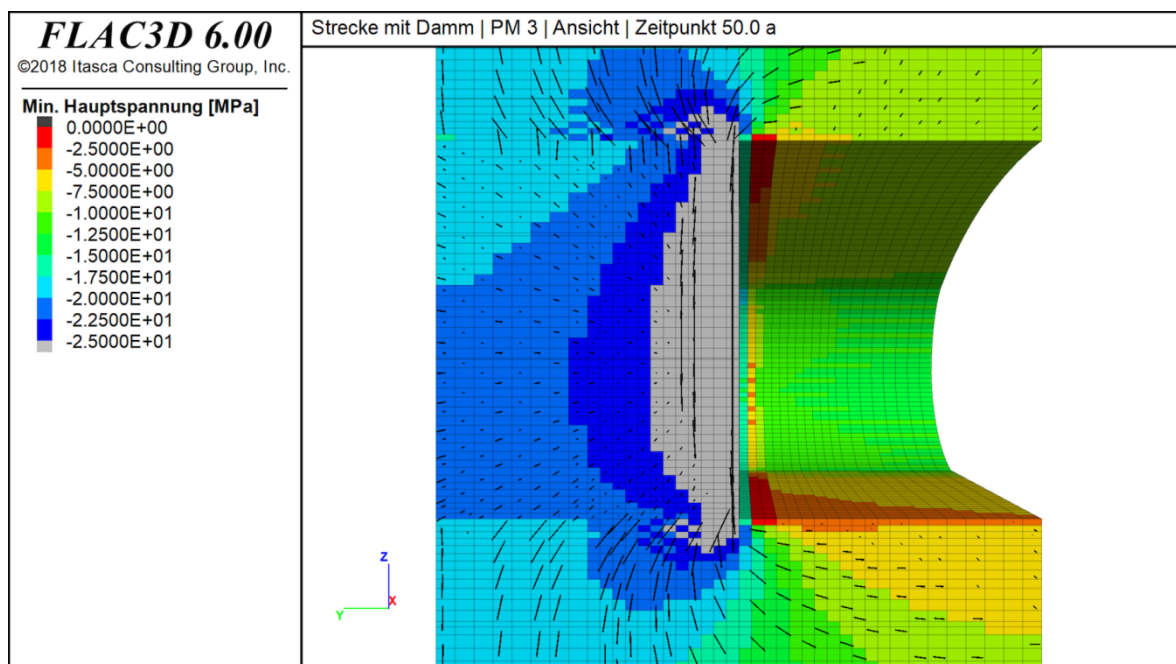 FLAC3D 6.00
©2018 Itasca Consulting Group, Inc.
Strecke mit Damm | PM 3 | Ansicht | Zeitpunkt 50.0 a
Min. Hauptspannung [MPa]
0.0000E+00
-2.5000E+00
-5.0000E+00
-7.5000E+00
-1.0000E+01
-1.2500E+01
-1.5000E+01
-1.7500E+01
-2.0000E+01
-2.2500E+01
-2.5000E+01
Z
Y
X